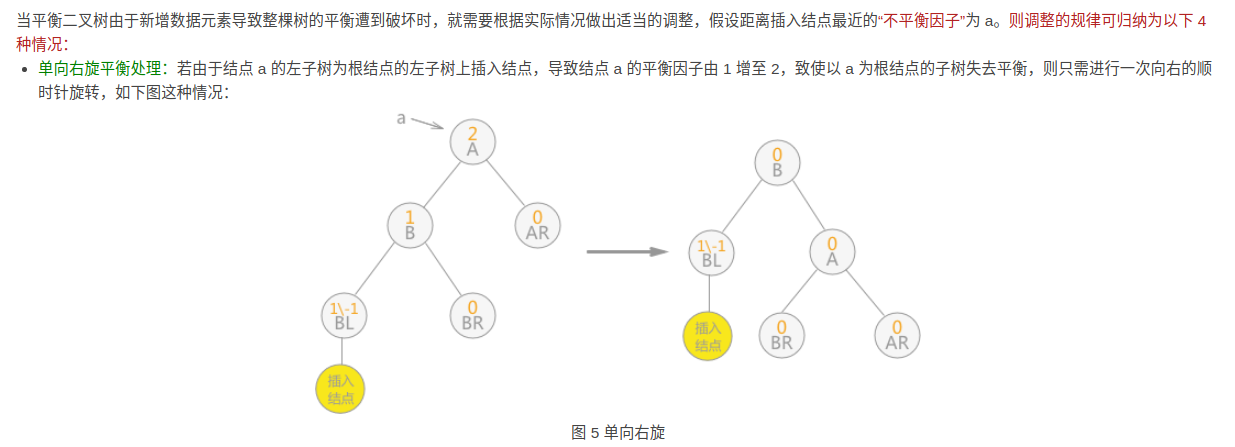 当平衡二叉树由于新增数据元素导致整棵树的平衡遭到破坏时，就需要根据实际情况做出适当的调整，假设距离插入结点最近的“不平衡因子”为 a。则调整的规律可归纳为以下 4
种情况：
单向右旋平衡处理：若由于结点 a 的左子树为根结点的左子树上插入结点，导致结点 a 的平衡因子由 1 增至 2，致使以 a 为根结点的子树失去平衡，则只需进行一次向右的顺
时针旋转，如下图这种情况：
a
2
A
1
B
0
AR
1\-1
BL
0
BR
插入
结点
0
B
1\-1
BL
0
A
插入
结点
0
BR
0
AR
图 5 单向右旋